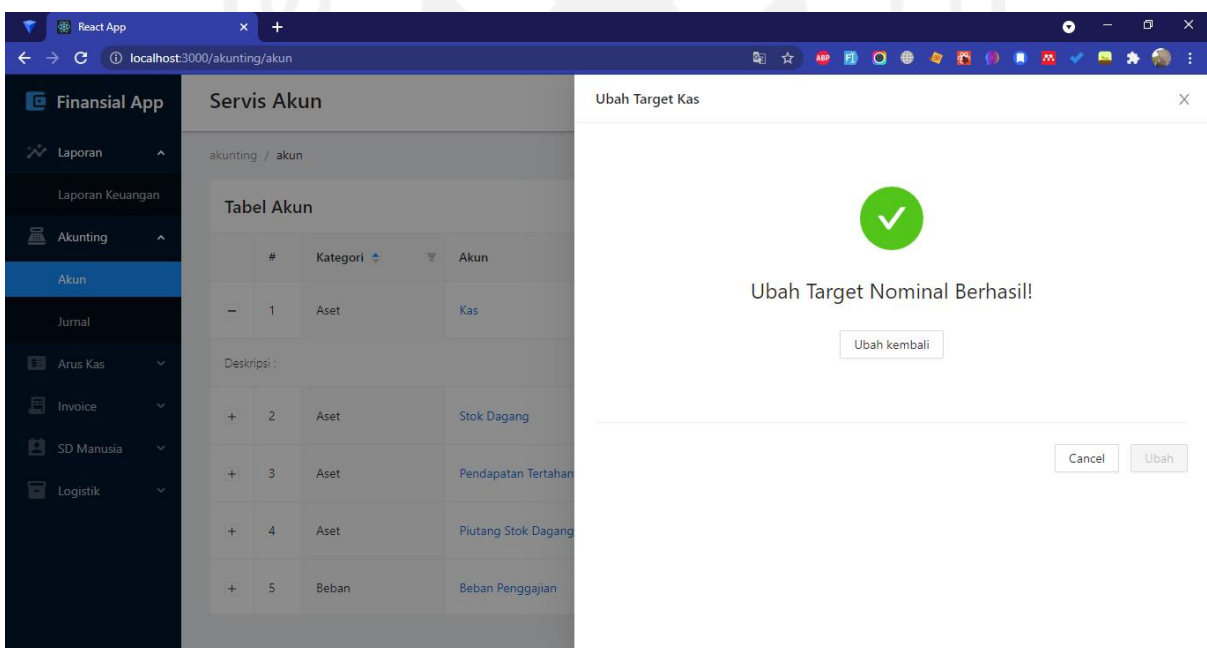 React App
localhost:3000/akunting/akun
ABP
Finansial App
Laporan
Laporan Keuangan
Akunting
Akun
Jurnal
Arus Kas
Invoice
SD Manusia
Logistik
Servis Akun
akunting / akun
Tabel Akun
# Kategori Akun
1 Aset Kas
Deskripsi :
2 Aset Stok Dagang
3 Aset Pendapatan Tertahan
4 Aset Piutang Stok Dagang
5 Beban Beban Penggajian
Ubah Target Kas
Ubah Target Nominal Berhasil!
Ubah kembali
Cancel Ubah